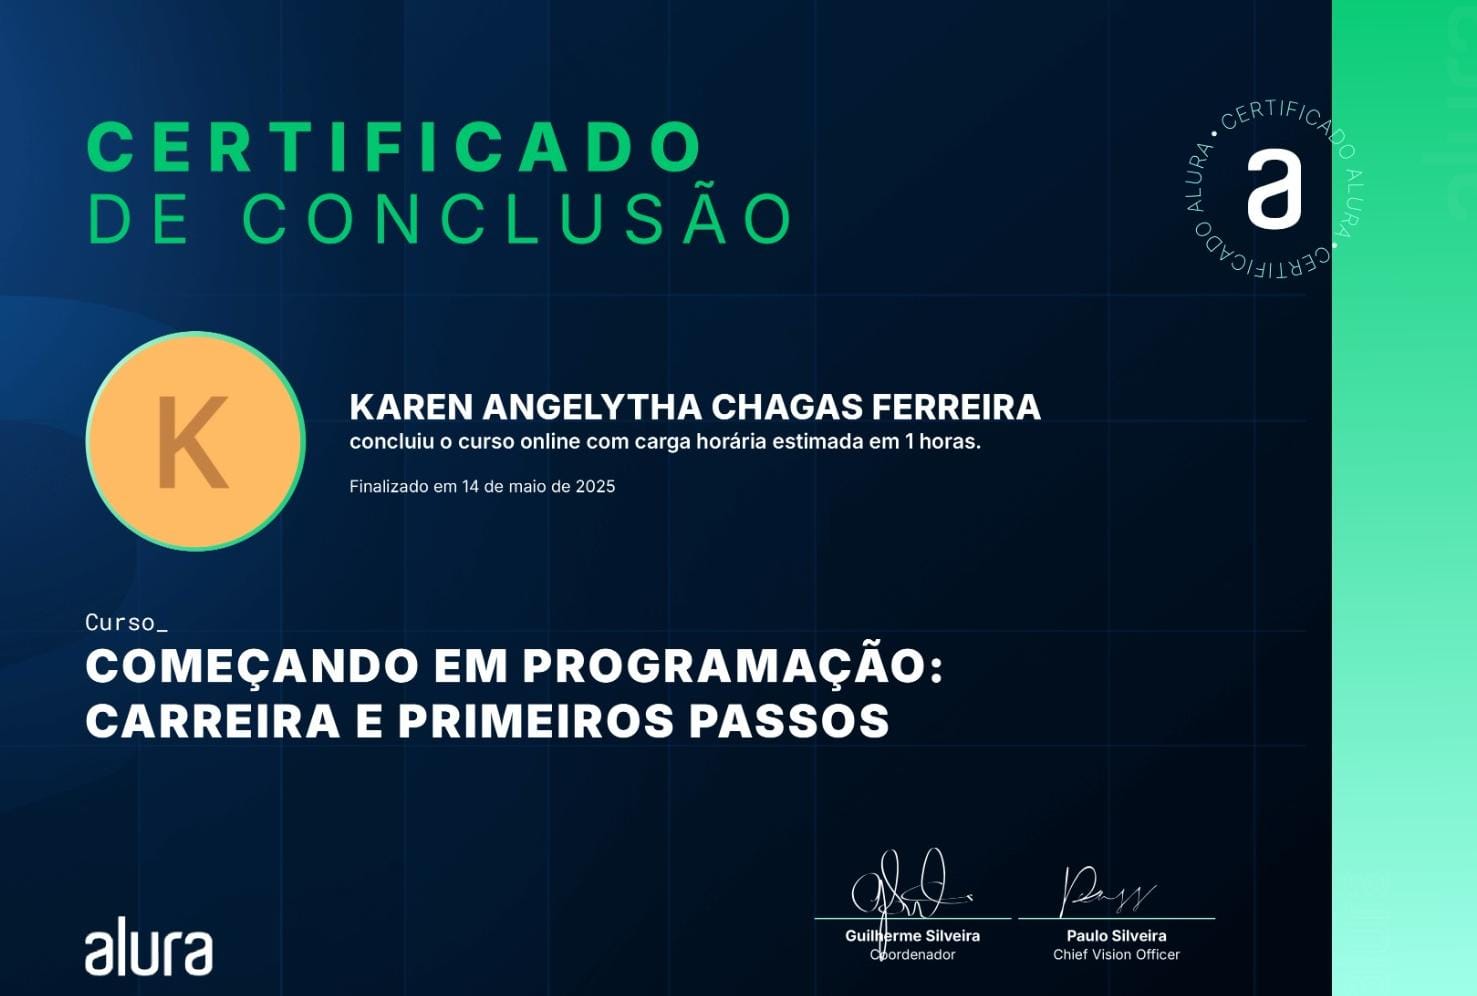 CERTIFICADO
DE CONCLUSÃO
CERTIFICADO ALURA • CERTIFICADO ALURA •
a
K
KAREN ANGELYTHA CHAGAS FERREIRA
concluiu o curso online com carga horária estimada em 1 horas.
Finalizado em 14 de maio de 2025
Curso_
COMEÇANDO EM PROGRAMAÇÃO:
CARREIRA E PRIMEIROS PASSOS
Guilherme Silveira
Coordenador
Paulo Silveira
Chief Vision Officer
alura
alura